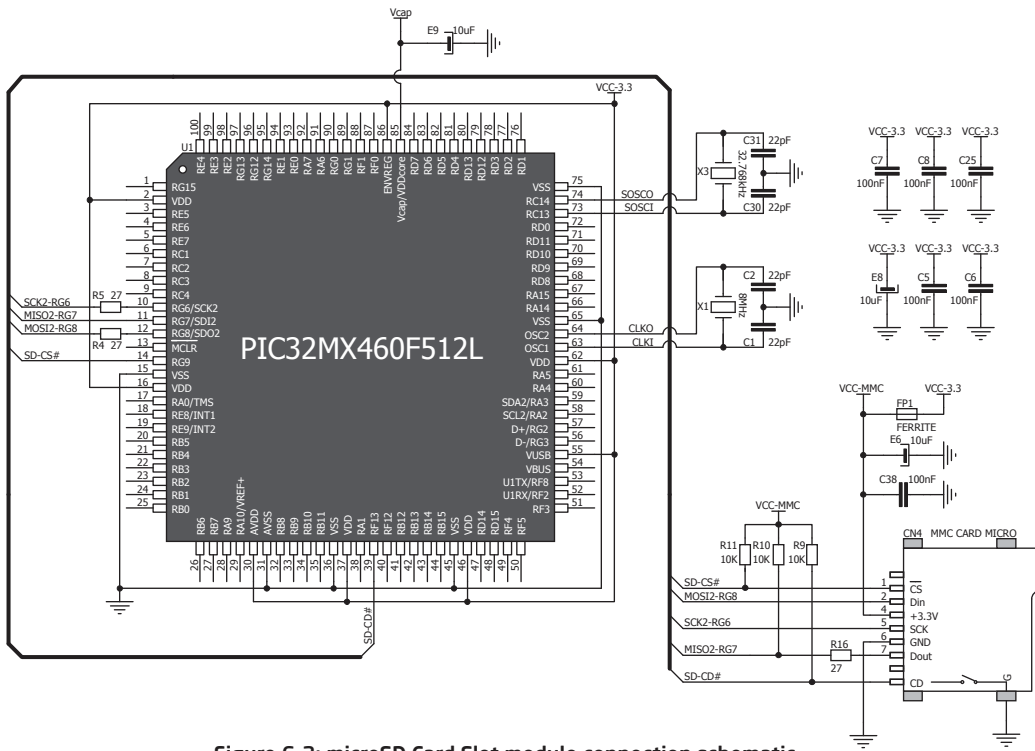 Vcap
E9 10uF
VCC-3.3
100 99 98 97 96 95 94 93 92 91 90 89 88 87 86 85 84 83 82 81 80 79 78 77 76
U1
RE4 RE3 RE2 RG13 RG12 RG14 RE1 RE0 RA7 RA6 RG0 RG1 RF1 RF0 ENVREG Vcap/VDDcore RD7 RD6 RD5 RD4 RD13 RD12 RD3 RD2 RD1
1 RG15
2 VDD
3 RE5
4 RE6
5 RE7
6 RC1
7 RC2
8 RC3
9 RC4
SCK2-RG6 R5 27 10 RG6/SCK2
MISO2-RG7 11 RG7/SDI2
MOSI2-RG8 R4 27 12 RG8/SDO2
13 MCLR
SD-CS# 14 RG9
15 VSS
16 VDD
17 RA0/TMS
18 RE8/INT1
19 RE9/INT2
20 RB5
21 RB4
22 RB3
23 RB2
24 RB1
25 RB0
PIC32MX460F512L
VSS 75
RC14 74 SOSCO
RC13 73 SOSCI
RD0 72
RD11 71
RD10 70
RD9 69
RD8 68
RA15 67
RA14 66
VSS 65
OSC2 64 CLKO
OSC1 63 CLKI
VDD 62
RA5 61
RA4 60
SDA2/RA3 59
SCL2/RA2 58
D+/RG2 57
D-/RG3 56
VUSB 55
VBUS 54
U1TX/RF8 53
U1RX/RF2 52
RF3 51
RB6 RB7 RA9 RA10/VREF+ AVDD AVSS RB8 RB9 RB10 RB11 VSS VDD RA1 RF13 RF12 RB12 RB13 RB14 RB15 VSS VDD RD14 RD15 RF4 RF5
26 27 28 29 30 31 32 33 34 35 36 37 38 39 40 41 42 43 44 45 46 47 48 49 50
SD-CD#
X3 32.768kHz
C31 22pF
C30 22pF
X1 8MHz
C2 22pF
C1 22pF
VCC-3.3 VCC-3.3 VCC-3.3
C7 C8 C25
100nF 100nF 100nF
VCC-3.3 VCC-3.3 VCC-3.3
E8 C5 C6
10uF 100nF 100nF
VCC-MMC VCC-3.3
FP1
FERRITE
E6 10uF
C38 100nF
VCC-MMC
R11 R10 R9
10K 10K 10K
CN4 MMC CARD MICRO
SD-CS# 1 CS
MOSI2-RG8 2 Din
4 +3.3V
SCK2-RG6 5 SCK
6 GND
MISO2-RG7 R16 27 7 Dout
SD-CD# CD G
Figure 6-3: microSD Card Slot module connection schematic